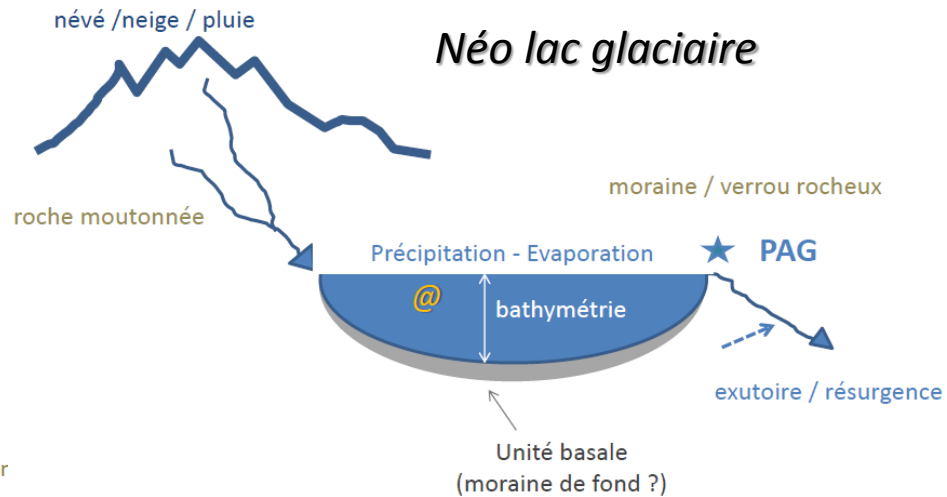 névé /neige / pluie
Néo lac glaciaire
moraine / verrou rocheux
roche moutonnée
Précipitation - Evaporation
PAG
@
bathymétrie
exutoire / résurgence
Unité basale
(moraine de fond ?)
r